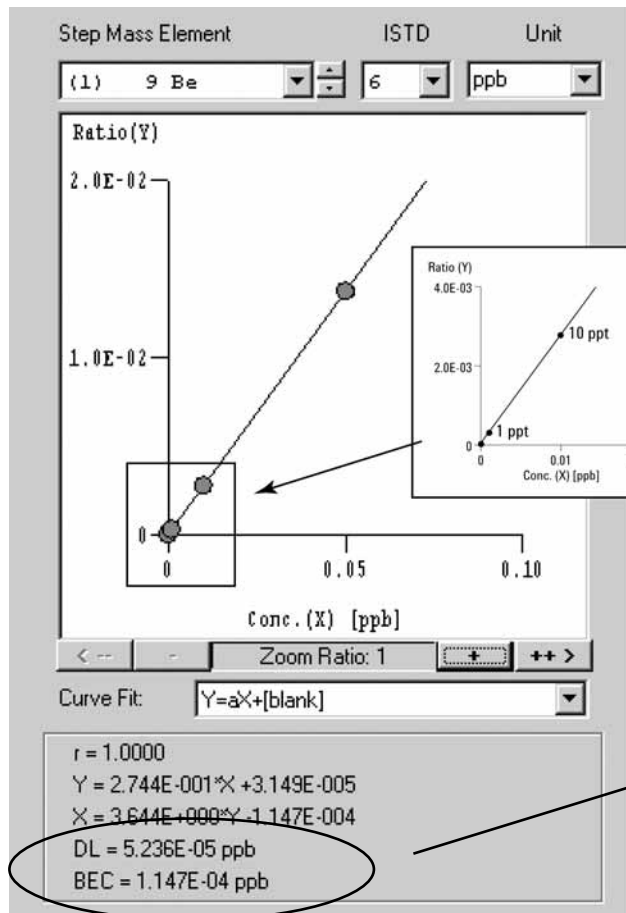 Step Mass Element ISTD Unit
(1) 9 Be 6 ppb
Ratio(Y)
2.0E-02
1.0E-02
0
0 0.05 0.10
Conc.(X) [ppb]
Ratio (Y)
4.0E-03
2.0E-03
0
10 ppt
1 ppt
0 0.01
Conc. (X) [ppb]
< -- - Zoom Ratio: 1 + ++ >
Curve Fit: Y=aX+[blank]
r = 1.0000
Y = 2.744E-001*X +3.149E-005
X = 3.644E+000*Y -1.147E-004
DL = 5.236E-05 ppb
BEC = 1.147E-04 ppb